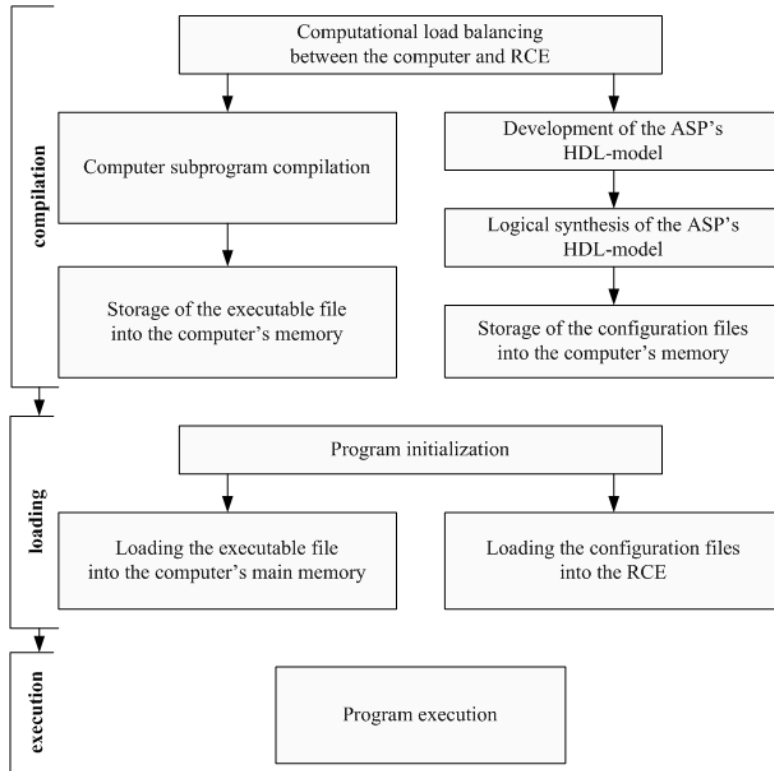 compilation
Computational load balancing
between the computer and RCE
Computer subprogram compilation
Storage of the executable file
into the computer's memory
Development of the ASP's
HDL-model
Logical synthesis of the ASP's
HDL-model
Storage of the configuration files
into the computer's memory
loading
Program initialization
Loading the executable file
into the computer's main memory
Loading the configuration files
into the RCE
execution
Program execution